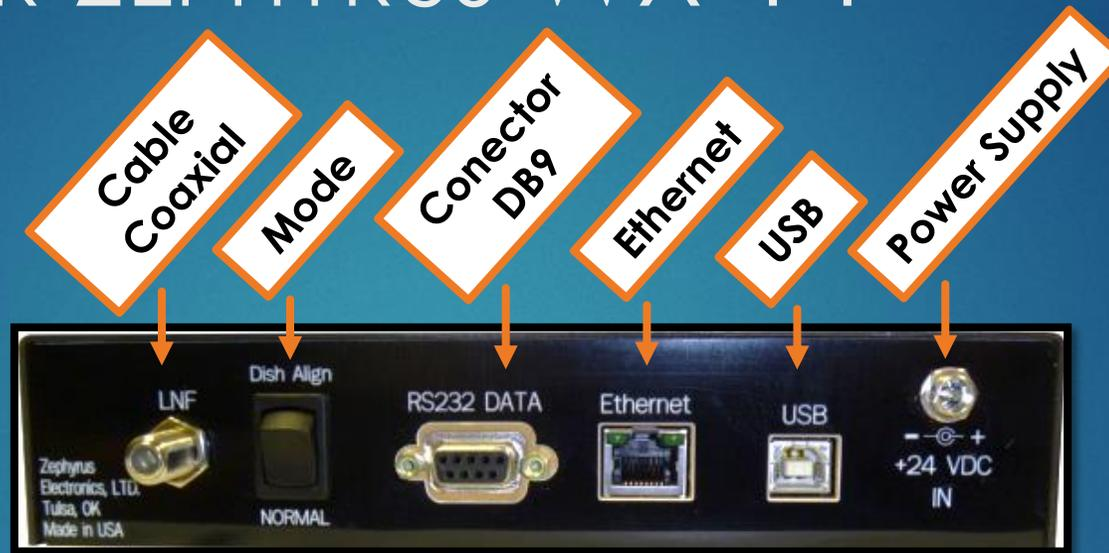 Cable
Coaxial
Mode
Conector
DB9
Ethernet
USB
Power Supply
LNF
Dish Align
NORMAL
RS232 DATA
Ethernet
USB
- +
+24 VDC
IN
Zephyrus
Electronics, LTD.
Tulsa, OK
Made in USA